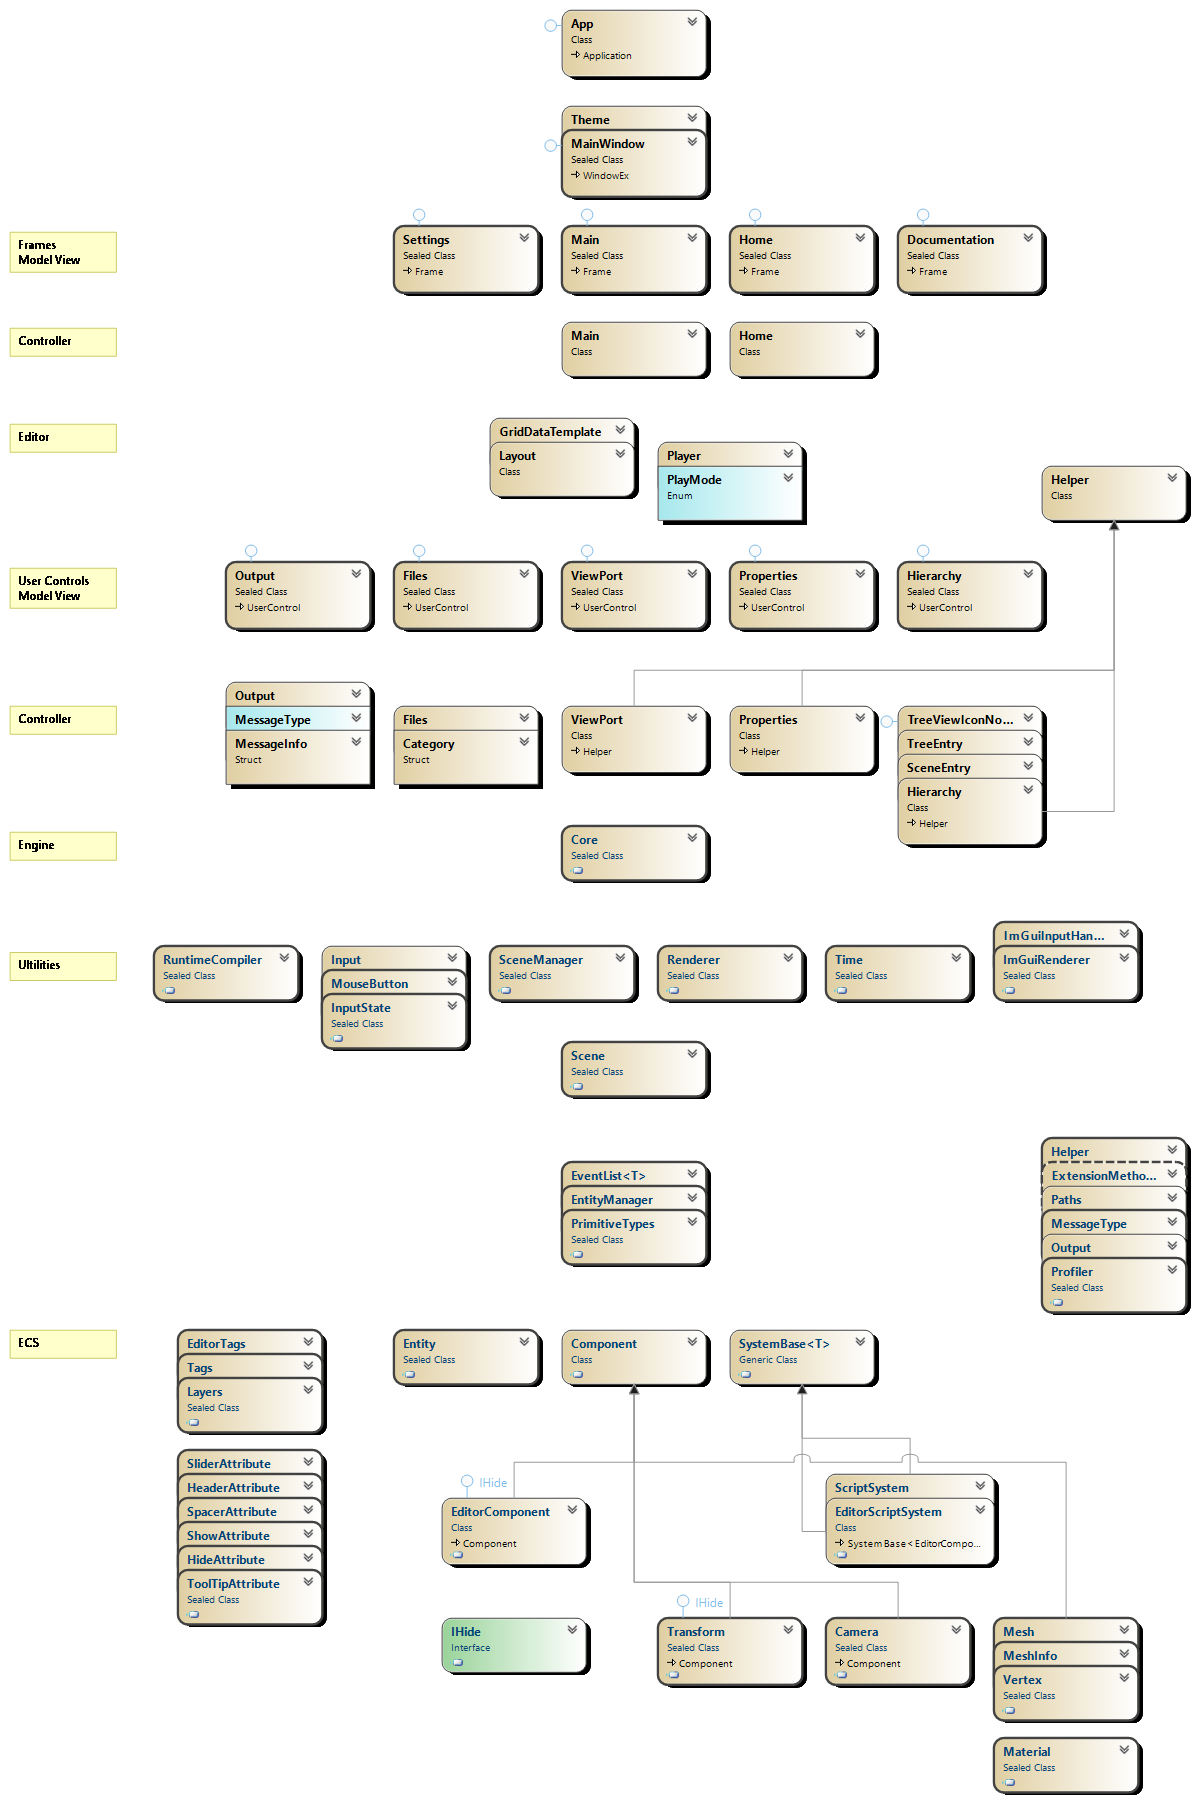 App
Class
Application
Theme
MainWindow
Sealed Class
WindowEx
Frames
Model View
Settings
Sealed Class
Frame
Main
Sealed Class
Frame
Home
Sealed Class
Frame
Documentation
Sealed Class
Frame
Controller
Main
Class
Home
Class
Editor
GridDataTemplate
Layout
Class
Player
PlayMode
Enum
Helper
Class
User Controls
Model View
Output
Sealed Class
UserControl
Files
Sealed Class
UserControl
ViewPort
Sealed Class
UserControl
Properties
Sealed Class
UserControl
Hierarchy
Sealed Class
UserControl
Controller
Output
MessageType
MessageInfo
Struct
Files
Category
Struct
ViewPort
Class
Helper
Properties
Class
Helper
TreeViewIconNo...
TreeEntry
SceneEntry
Hierarchy
Class
Helper
Engine
Core
Sealed Class
Ultilities
RuntimeCompiler
Sealed Class
Input
MouseButton
InputState
Sealed Class
SceneManager
Sealed Class
Renderer
Sealed Class
Time
Sealed Class
ImGuiInputHan...
ImGuiRenderer
Sealed Class
Scene
Sealed Class
EventList<T>
EntityManager
PrimitiveTypes
Sealed Class
Helper
ExtensionMetho...
Paths
MessageType
Output
Profiler
Sealed Class
ECS
EditorTags
Tags
Layers
Sealed Class
Entity
Sealed Class
Component
Class
SystemBase<T>
Generic Class
SliderAttribute
HeaderAttribute
SpacerAttribute
ShowAttribute
HideAttribute
ToolTipAttribute
Sealed Class
IHide
EditorComponent
Class
Component
ScriptSystem
EditorScriptSystem
Class
SystemBase<EditorCompo...
IHide
Interface
IHide
Transform
Sealed Class
Component
Camera
Sealed Class
Component
Mesh
MeshInfo
Vertex
Sealed Class
Material
Sealed Class